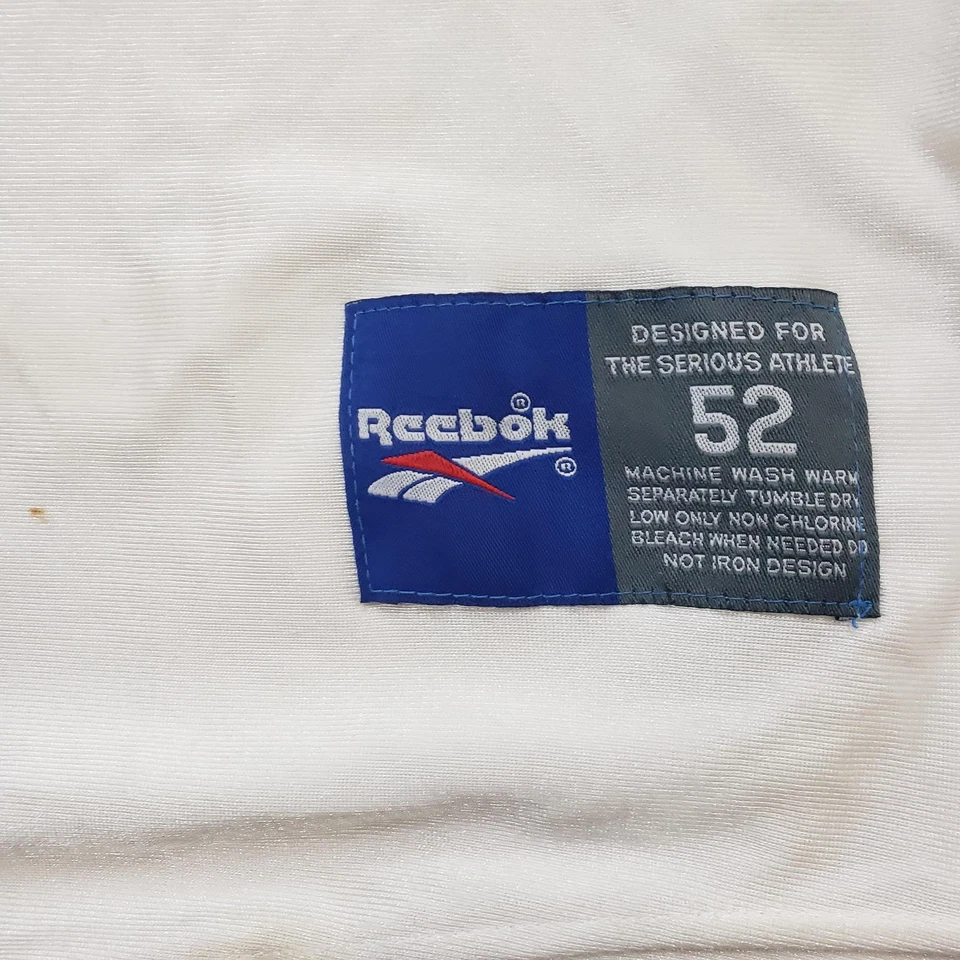 Reebok®
®
DESIGNED FOR
THE SERIOUS ATHLETE
52
MACHINE WASH WARM
SEPARATELY TUMBLE DRY
LOW ONLY NON CHLORINE
BLEACH WHEN NEEDED DO
NOT IRON DESIGN